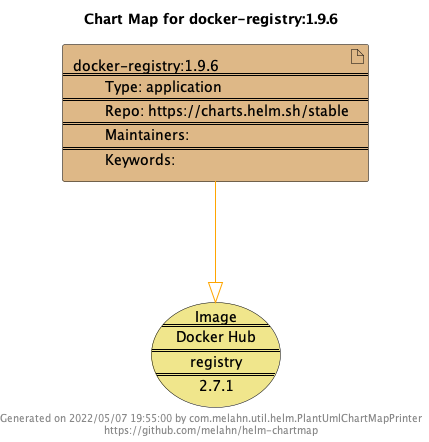 Chart Map for docker-registry:1.9.6
docker-registry:1.9.6
Type: application
Repo: https://charts.helm.sh/stable
Maintainers:
Keywords:
Image
Docker Hub
registry
2.7.1
Generated on 2022/05/07 19:55:00 by com.melahn.util.helm.PlantUmlChartMapPrinter
https://github.com/melahn/helm-chartmap